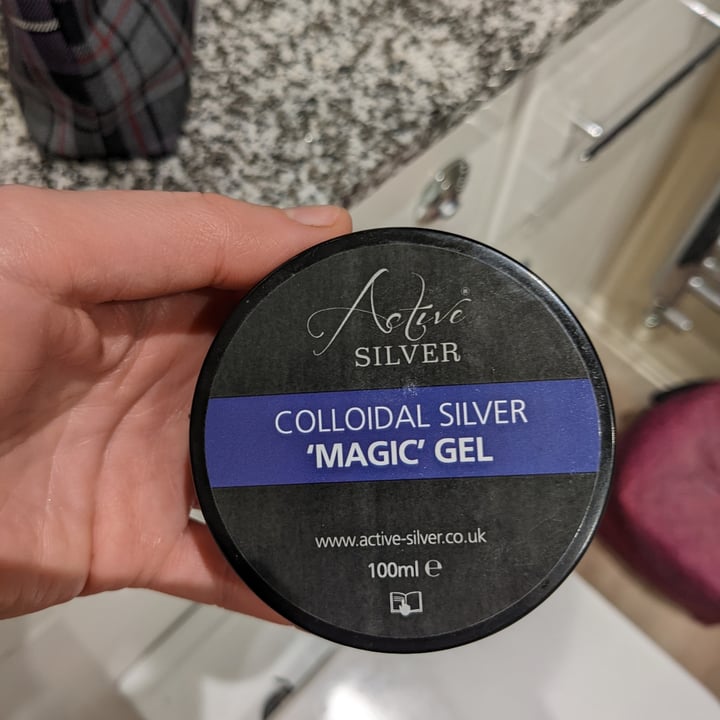 Active®
SILVER
COLLOIDAL SILVER
‘MAGIC’ GEL
www.active-silver.co.uk
100ml ℮